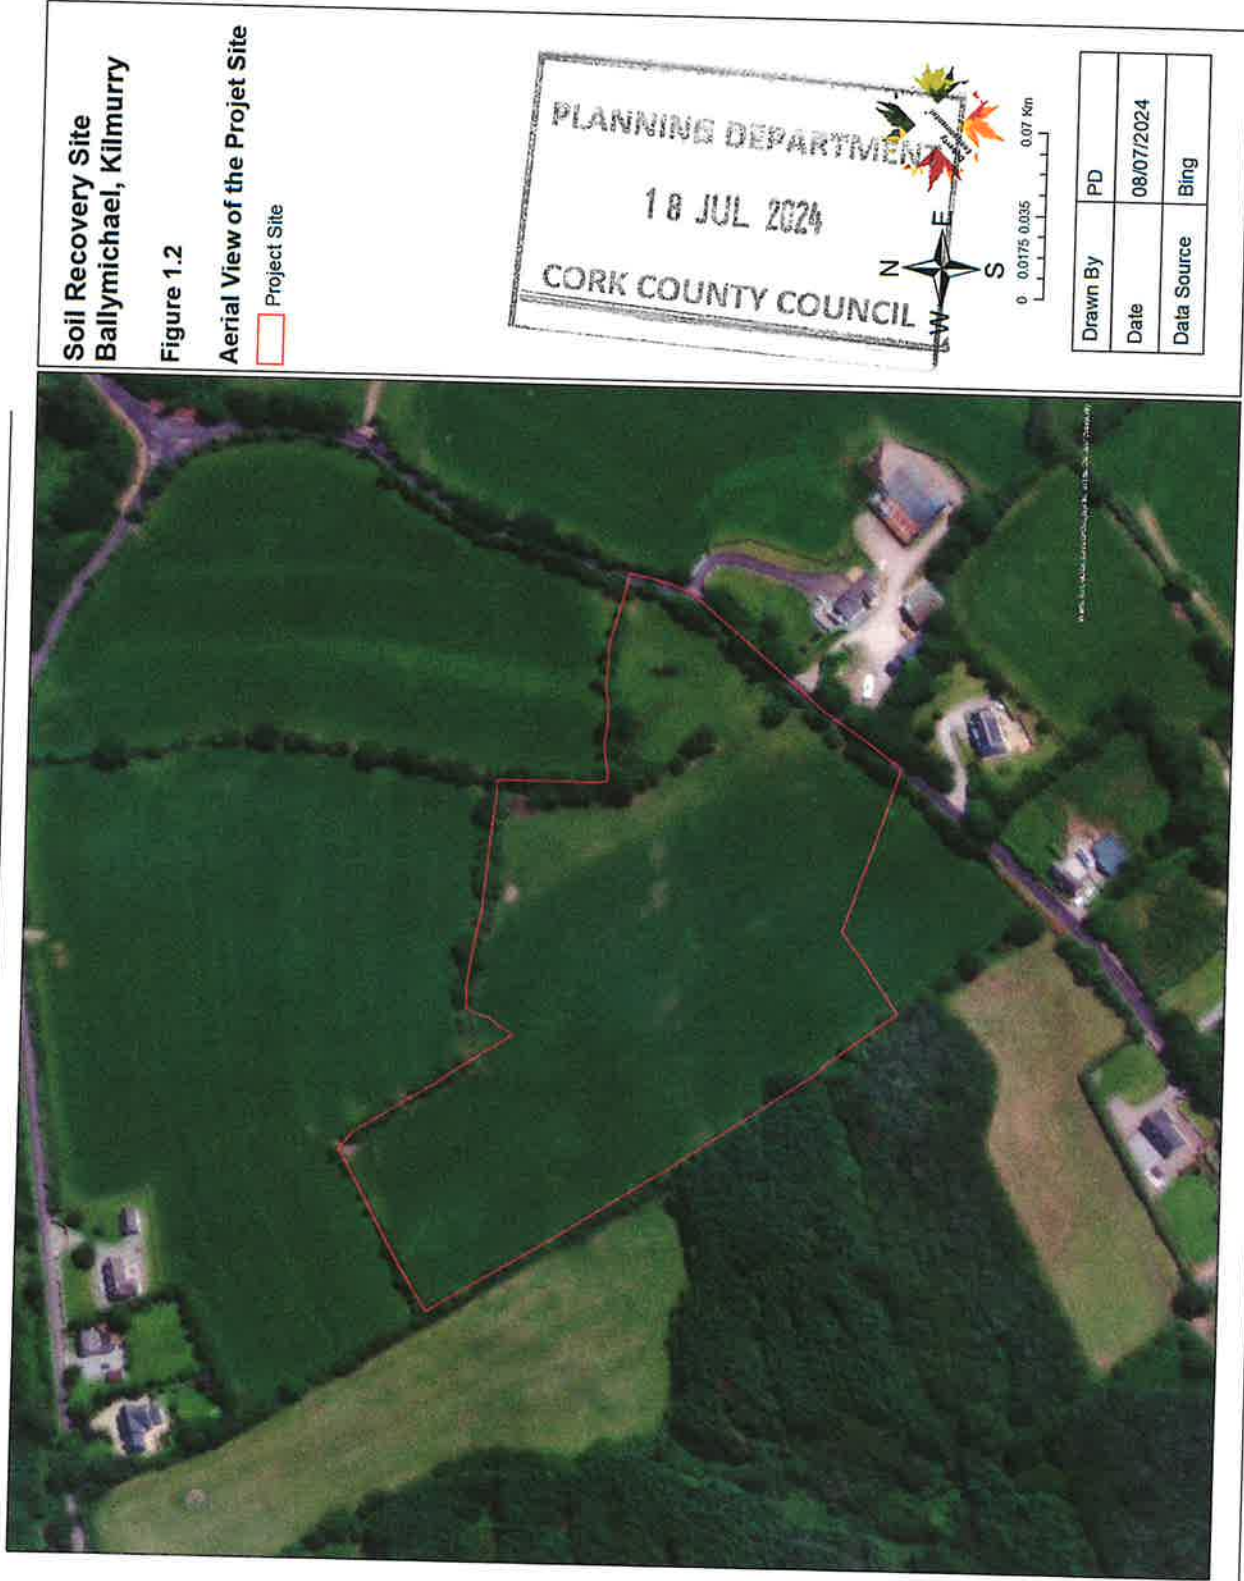 Soil Recovery Site
Ballymichael, Kilmurry
Figure 1.2
Aerial View of the Projet Site
Project Site
PLANNING DEPARTMENT
18 JUL 2024
CORK COUNTY COUNCIL
N
W E
S
0 0.0175 0.035 0.07 Km
Drawn By PD
Date 08/07/2024
Data Source Bing